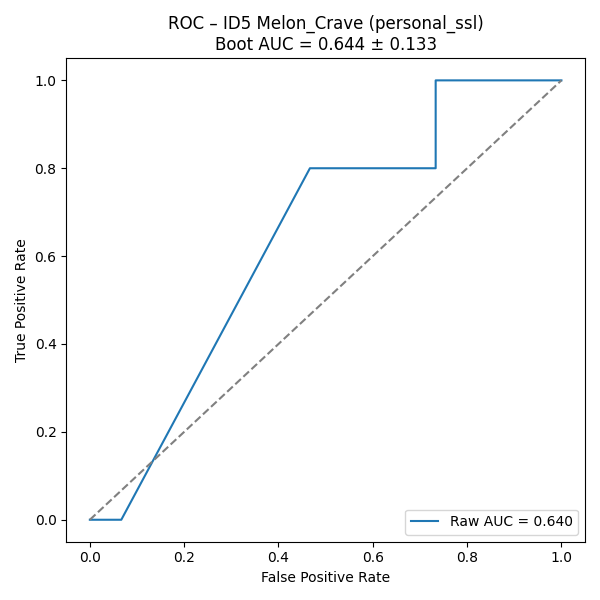 ROC – ID5 Melon_Crave (personal_ssl)
Boot AUC = 0.644 ± 0.133
1.0
0.8
0.6
0.4
0.2
0.0
True Positive Rate
Raw AUC = 0.640
0.0 0.2 0.4 0.6 0.8 1.0
False Positive Rate